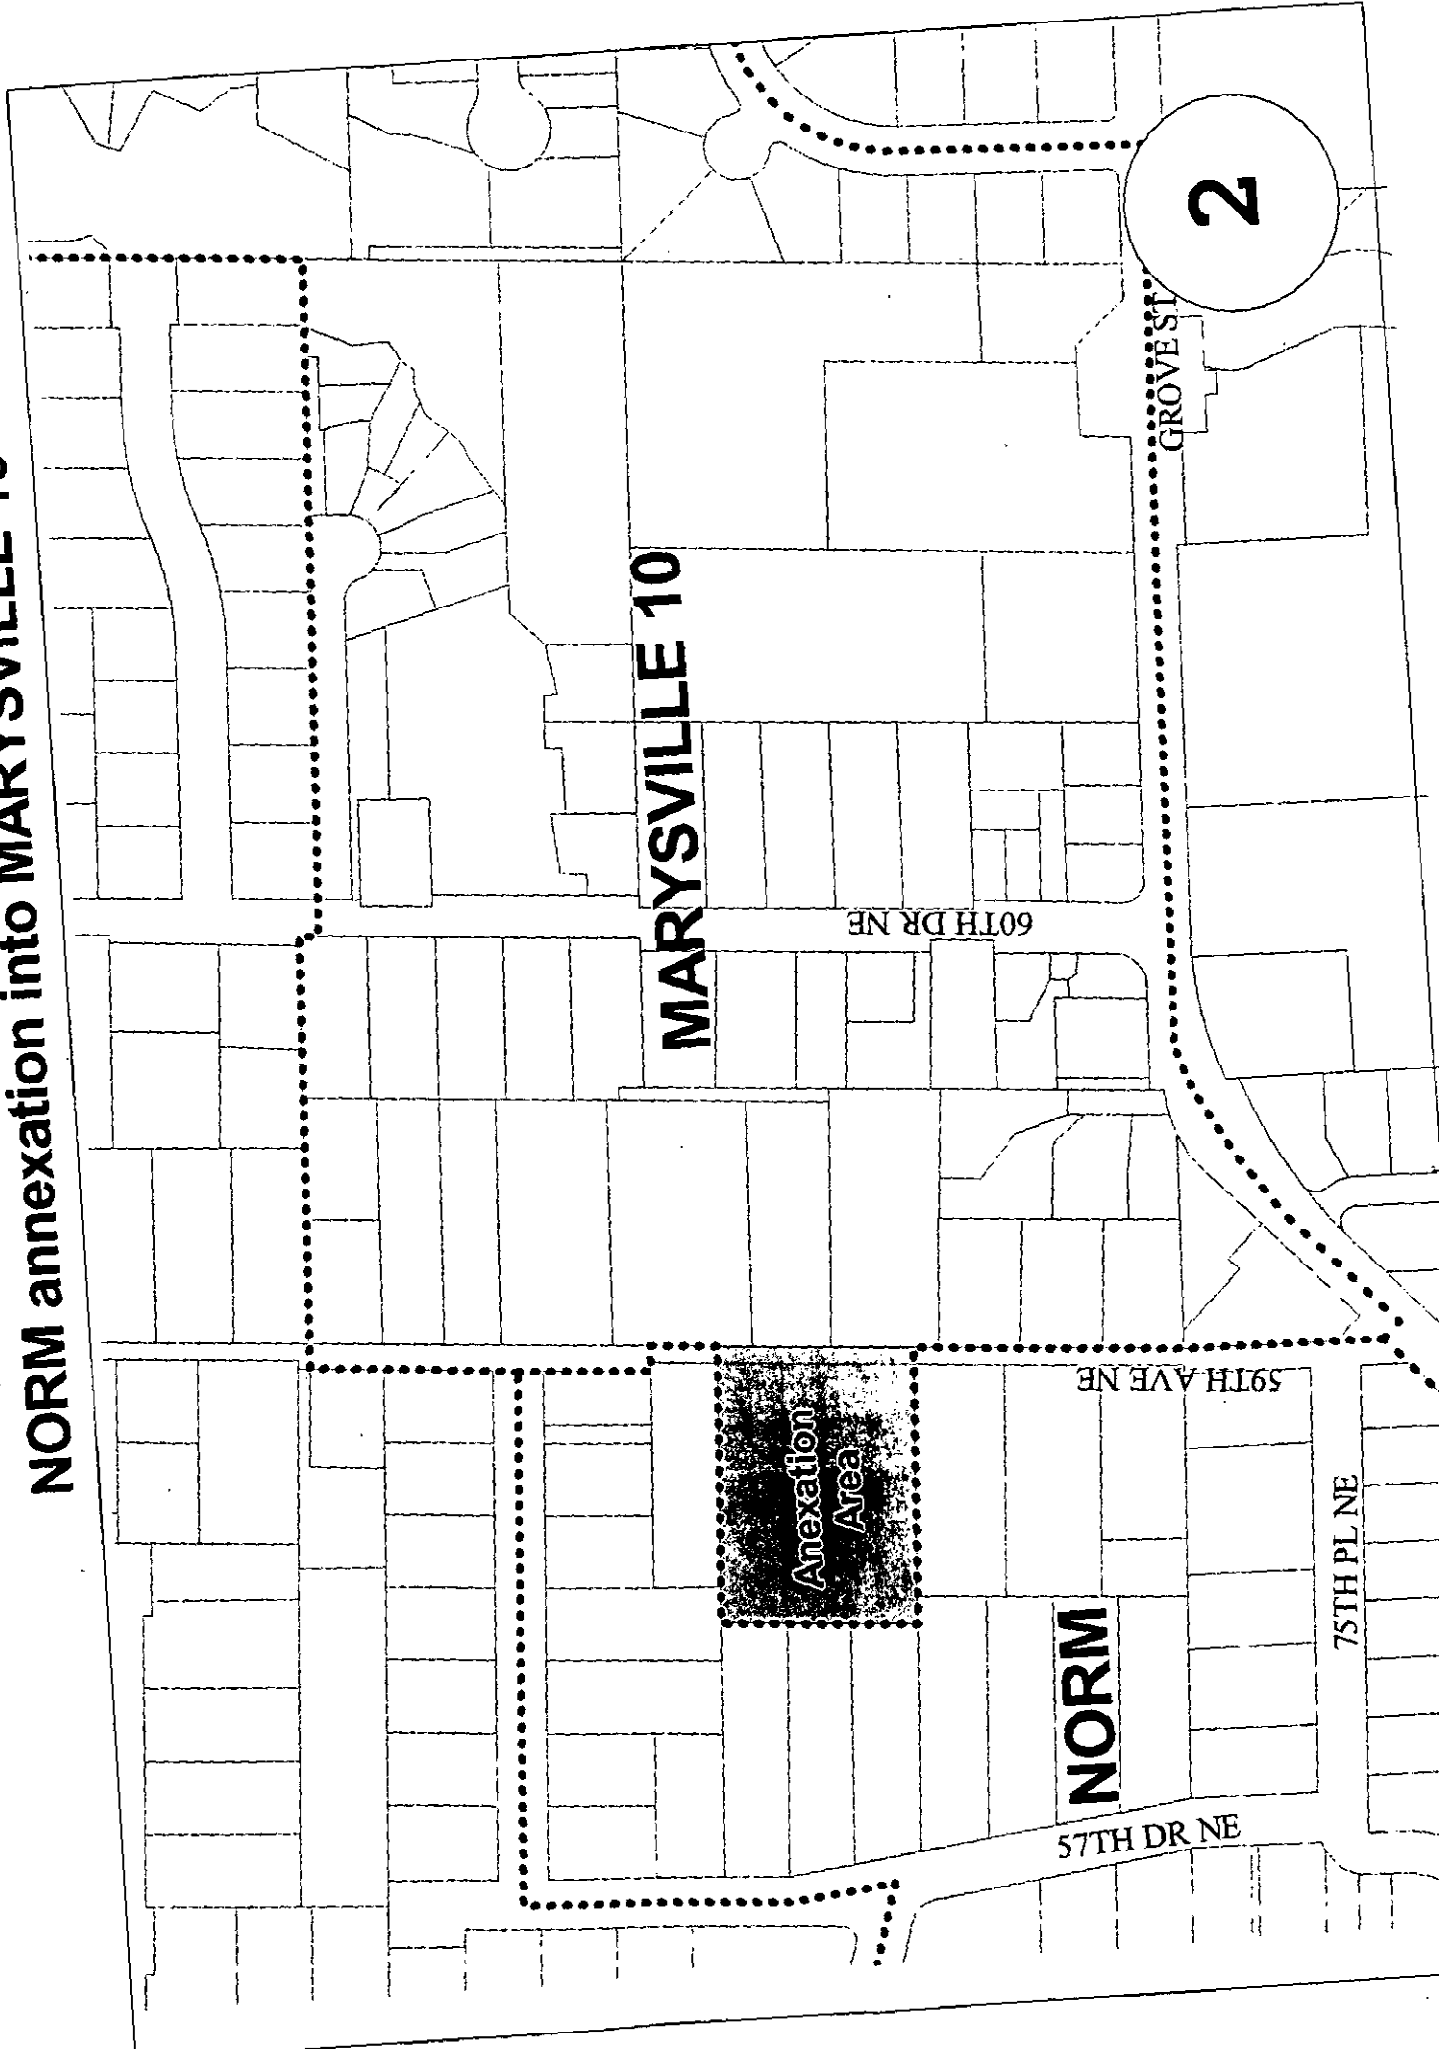 NORM annexation into MARYSVILLE
2
GROVE ST
MARYSVILLE 10
60TH DR NE
59TH AVE NE
Anexation
Area
75TH PL NE
NORM
57TH DR NE